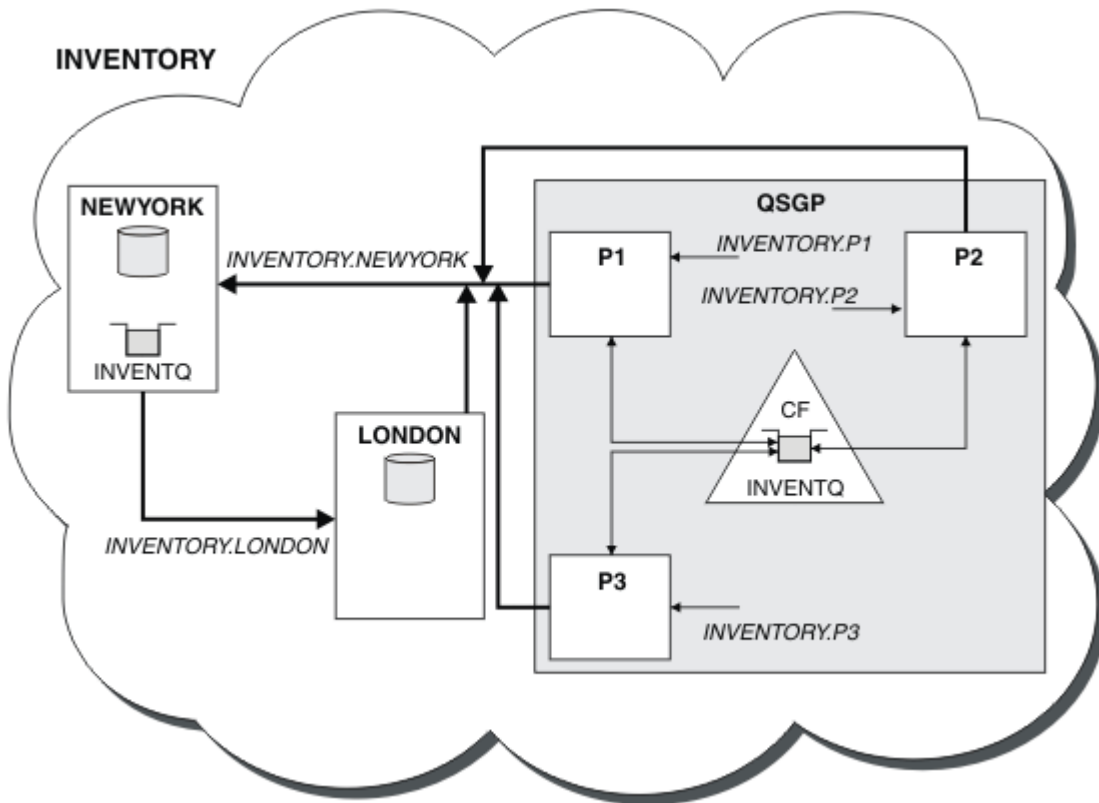 INVENTORY
NEWYORK
INVENTQ
INVENTORY.NEWYORK
LONDON
INVENTORY.LONDON
QSGP
P1
INVENTORY.P1
P2
INVENTORY.P2
CF
INVENTQ
P3
INVENTORY.P3